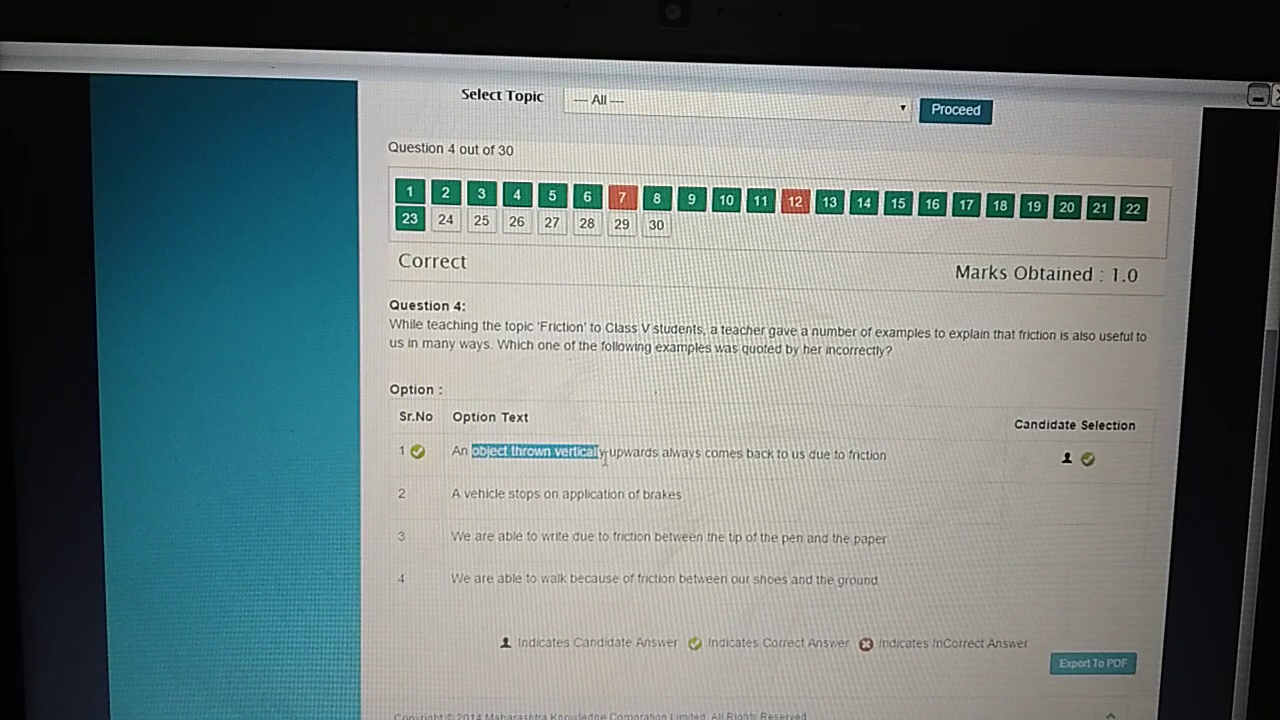 Select Topic --- All --- Proceed
Question 4 out of 30
1 2 3 4 5 6 7 8 9 10 11 12 13 14 15 16 17 18 19 20 21 22
23 24 25 26 27 28 29 30
Correct
Marks Obtained : 1.0
Question 4:
While teaching the topic 'Friction' to Class V students, a teacher gave a number of examples to explain that friction is also useful to
us in many ways. Which one of the following examples was quoted by her incorrectly?
Option :
Sr.No Option Text Candidate Selection
1 An object thrown vertically upwards always comes back to us due to friction
2 A vehicle stops on application of brakes
3 We are able to write due to friction between the tip of the pen and the paper
4 We are able to walk because of friction between our shoes and the ground
Indicates Candidate Answer Indicates Correct Answer Indicates InCorrect Answer
Export To PDF
Copyright © 2014 Maharashtra Knowledge Corporation Limited. All Rights Reserved